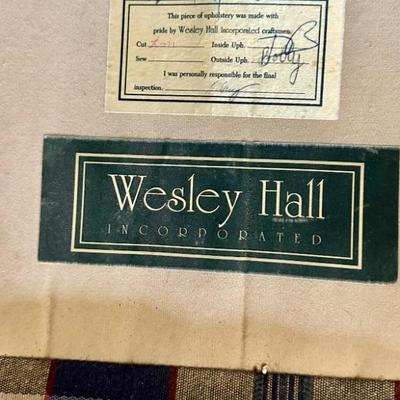 This piece of upholstery was made with
pride by Wesley Hall Incorporated craftsmen.
Cut Inside Uph.
Sew Outside Uph. Dotty
I was personally responsible for the final
inspection.
Wesley Hall
INCORPORATED